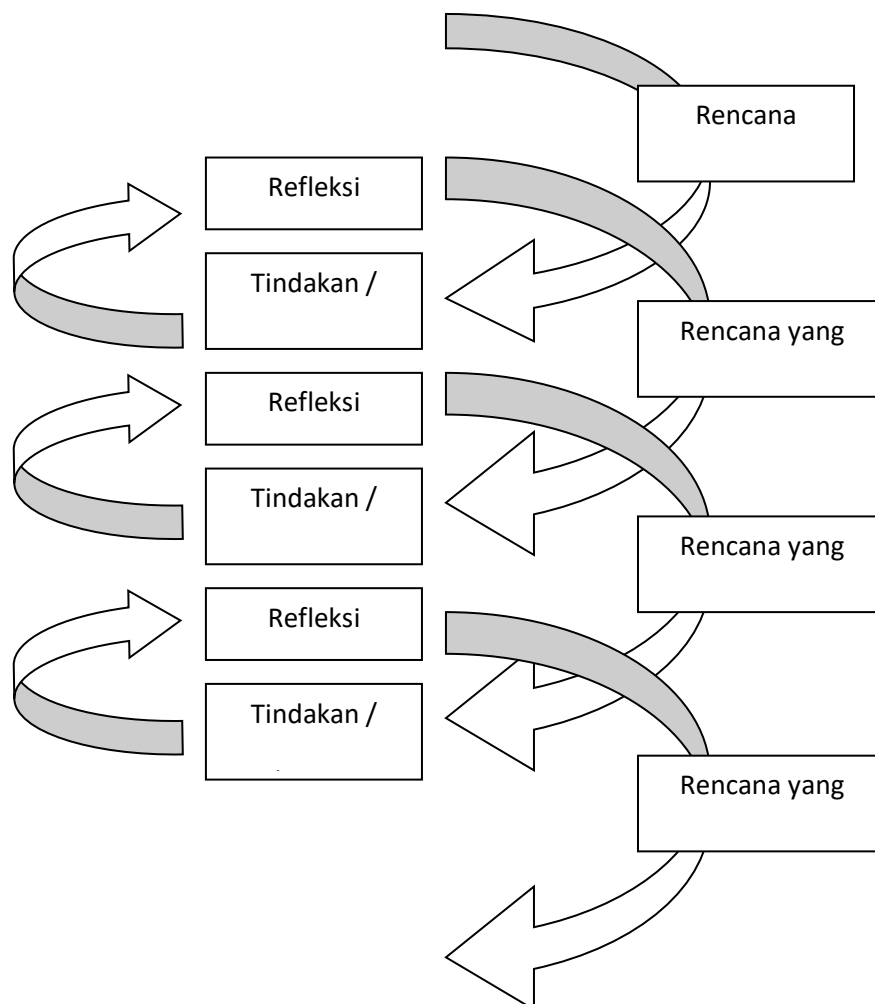 Rencana
Refleksi
Tindakan /
Rencana yang
Refleksi
Tindakan /
Rencana yang
Refleksi
Tindakan /
Rencana yang